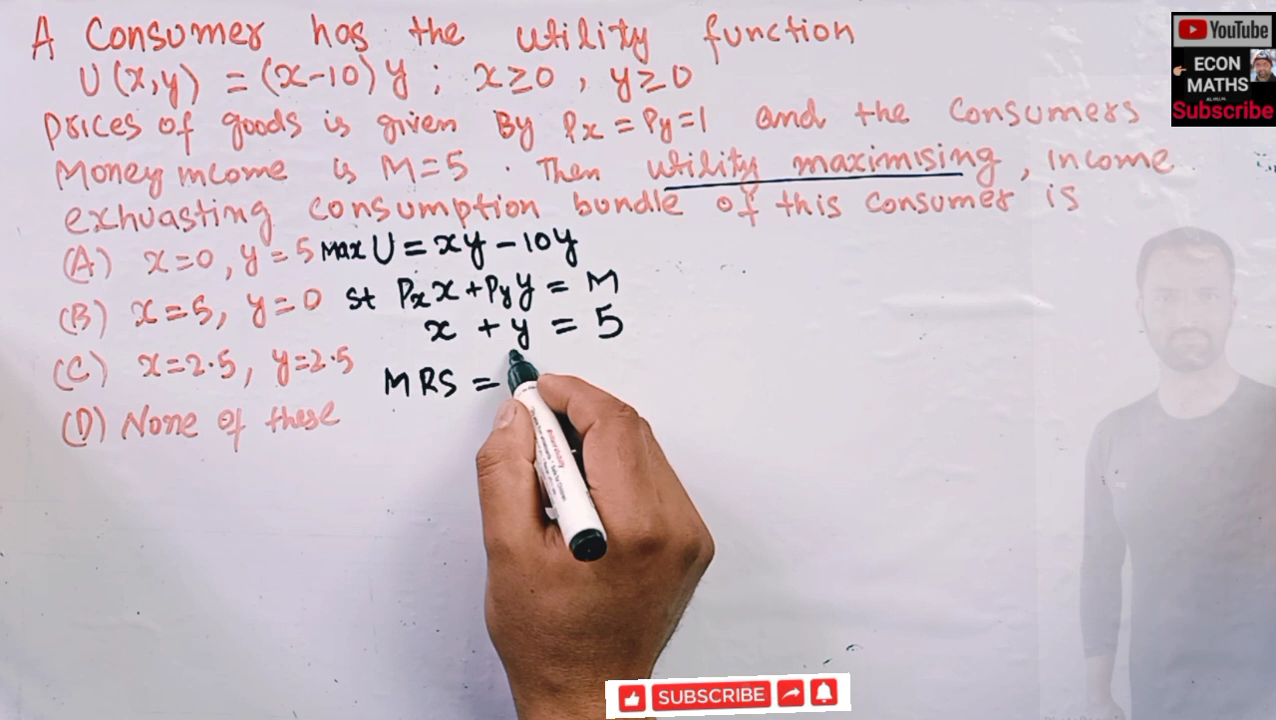 A Consumer has the utility function
U(x,y) = (x-10)y ; x≥0 , y≥0
prices of goods is given By Px = Py=1 and the consumers
Money income is M=5 . Then utility maximising, income
exhuasting consumption bundle of this consumer is
(A) x=0, y=5 Max U = xy - 10y
(B) x=5, y=0 st Pxx + Pyy = M
x + y = 5
(C) x=2.5, y=2.5
MRS =
(D) None of these
YouTube
ECON
MATHS
Subscribe
SUBSCRIBE